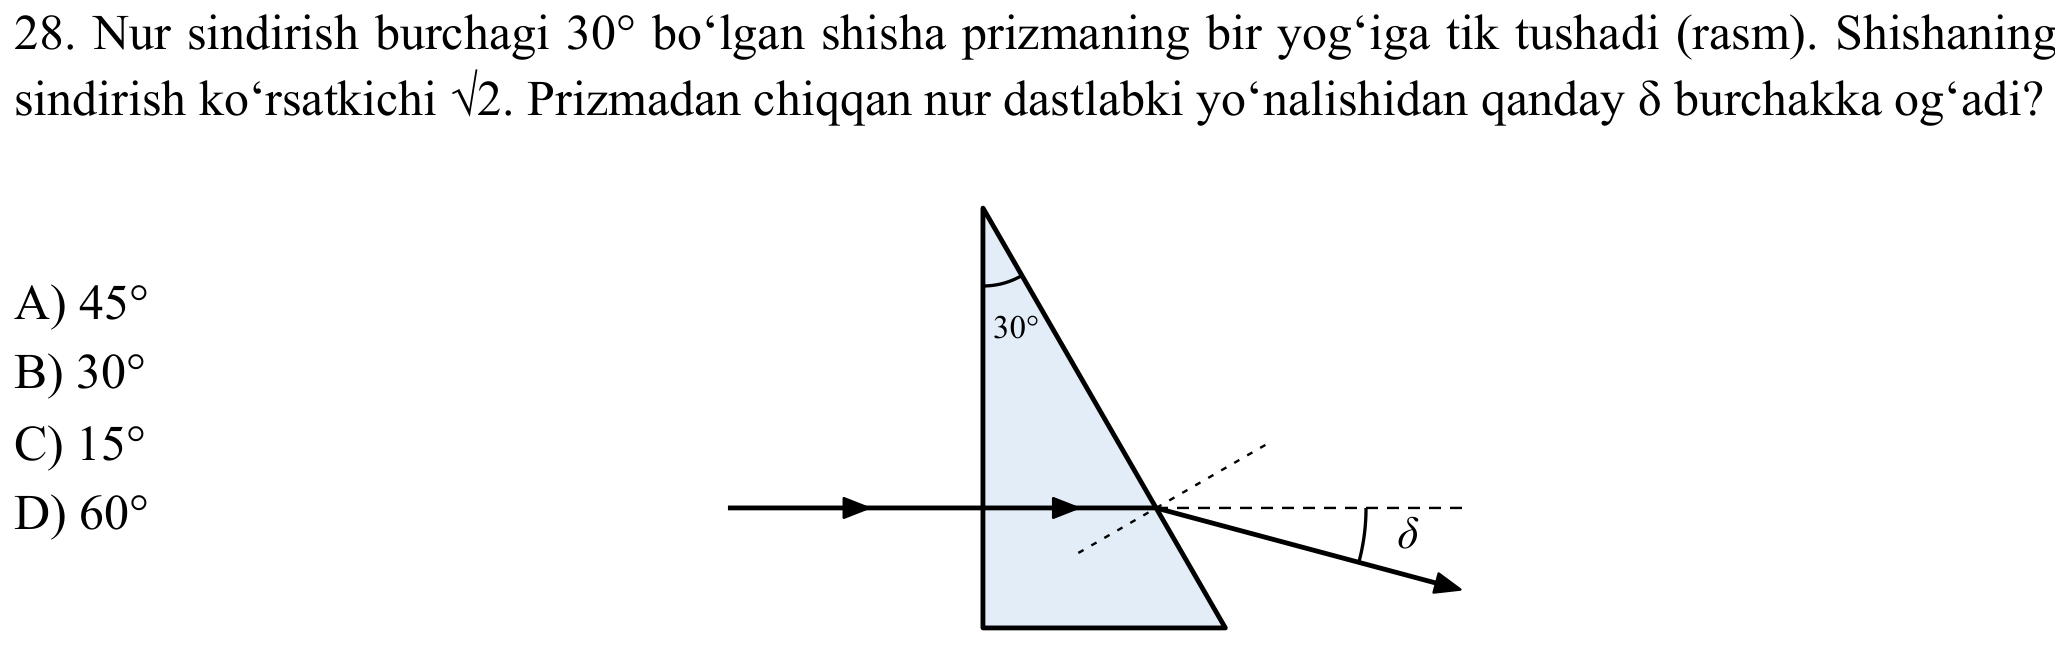 28. Nur sindirish burchagi 30° bo‘lgan shisha prizmaning bir yog‘iga tik tushadi (rasm). Shishaning
sindirish ko‘rsatkichi √2. Prizmadan chiqqan nur dastlabki yo‘nalishidan qanday δ burchakka og‘adi?
A) 45°
B) 30°
C) 15°
D) 60°
30°
δ